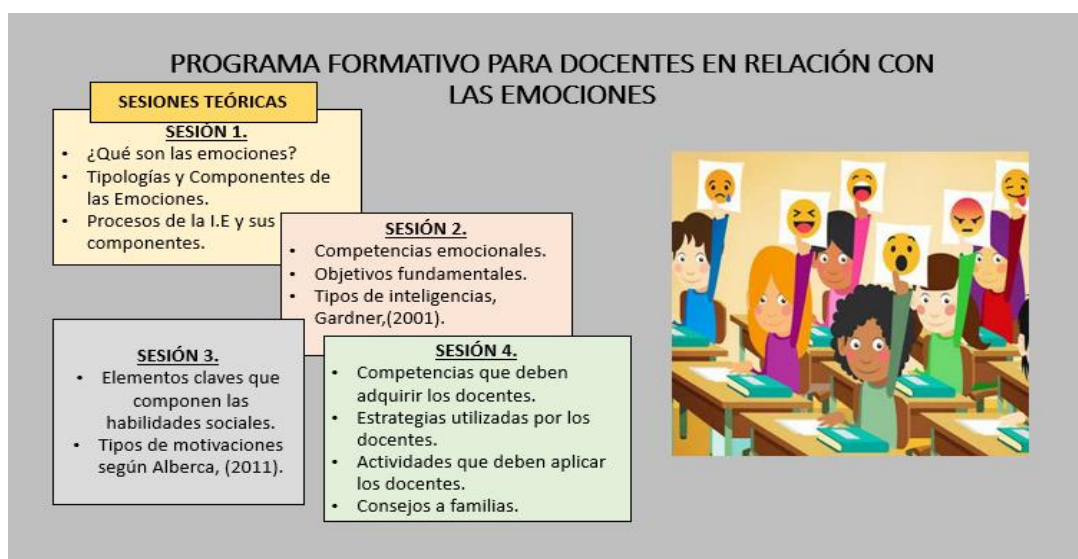 PROGRAMA FORMATIVO PARA DOCENTES EN RELACIÓN CON
LAS EMOCIONES
SESIONES TEÓRICAS
SESIÓN 1.
• ¿Qué son las emociones?
• Tipologías y Componentes de
las Emociones.
• Procesos de la I.E y sus
componentes.
SESIÓN 2.
• Competencias emocionales.
• Objetivos fundamentales.
• Tipos de inteligencias,
Gardner,(2001).
SESIÓN 3.
• Elementos claves que
componen las
habilidades sociales.
• Tipos de motivaciones
según Alberca, (2011).
SESIÓN 4.
• Competencias que deben
adquirir los docentes.
• Estrategias utilizadas por los
docentes.
• Actividades que deben aplicar
los docentes.
• Consejos a familias.